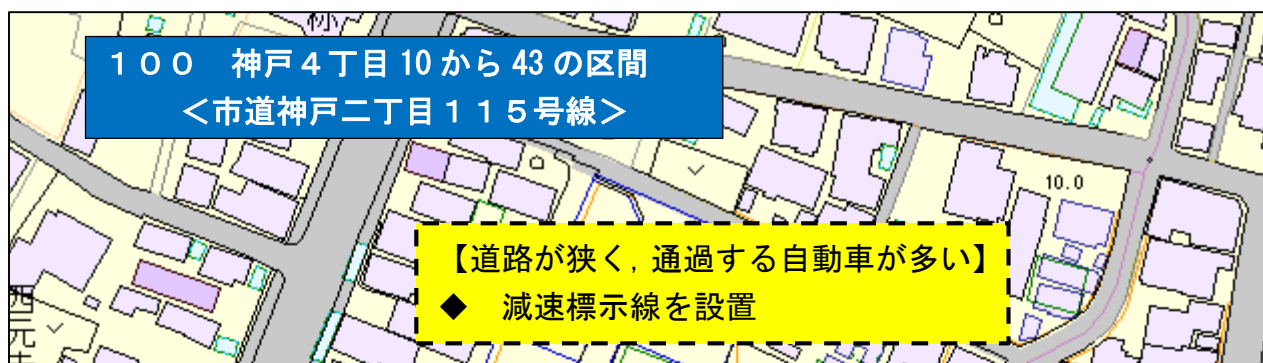 １００　神戸４丁目 10 から 43 の区間
＜市道神戸二丁目１１５号線＞
10.0
【道路が狭く，通過する自動車が多い】
◆　減速標示線を設置
西元